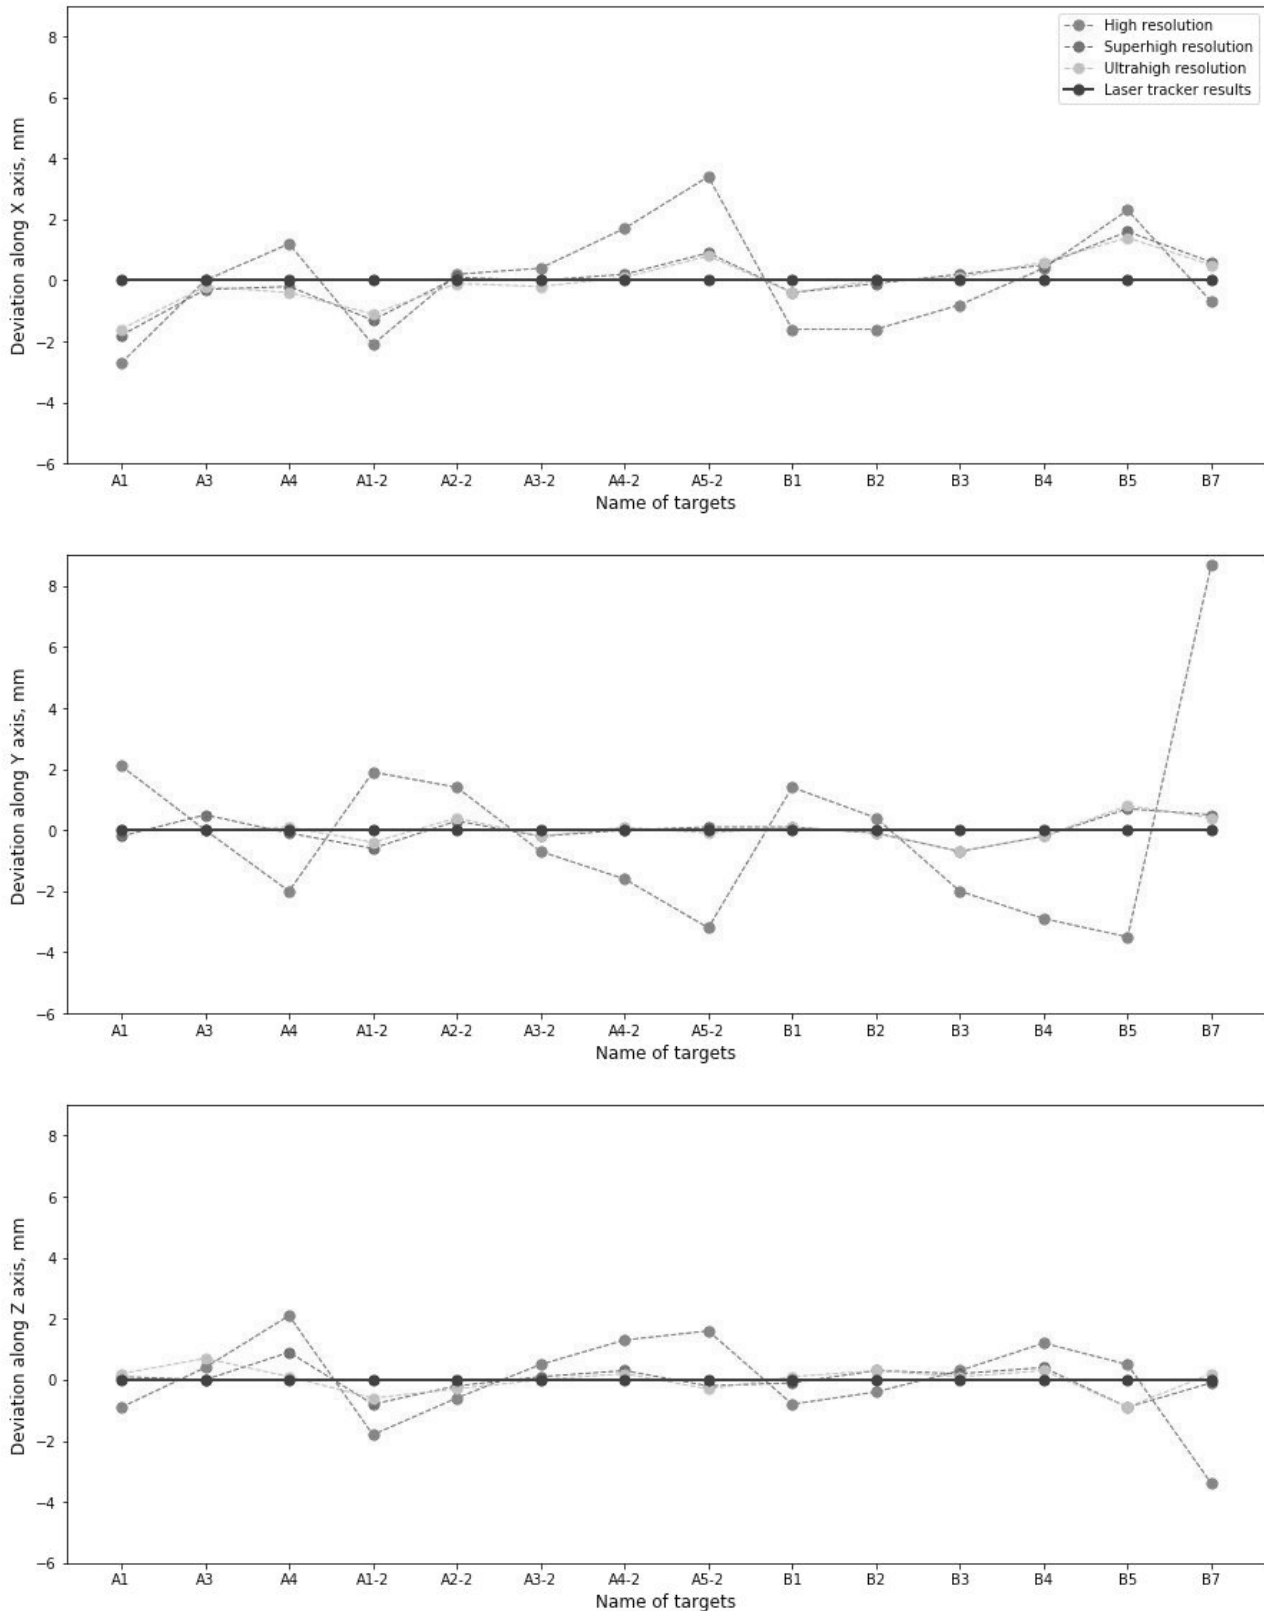 High resolution
Superhigh resolution
Ultrahigh resolution
Laser tracker results
Deviation along X axis, mm
8
6
4
2
0
−2
−4
−6
A1 A3 A4 A1-2 A2-2 A3-2 A4-2 A5-2 B1 B2 B3 B4 B5 B7
Name of targets
Deviation along Y axis, mm
8
6
4
2
0
−2
−4
−6
A1 A3 A4 A1-2 A2-2 A3-2 A4-2 A5-2 B1 B2 B3 B4 B5 B7
Name of targets
Deviation along Z axis, mm
8
6
4
2
0
−2
−4
−6
A1 A3 A4 A1-2 A2-2 A3-2 A4-2 A5-2 B1 B2 B3 B4 B5 B7
Name of targets